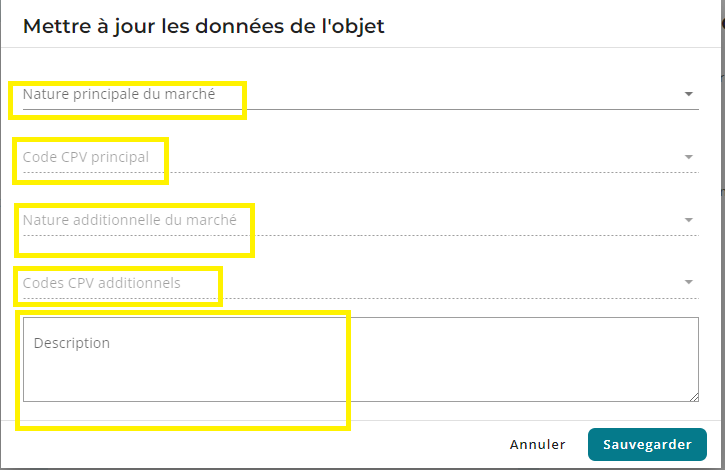 Mettre à jour les données de l'objet
Nature principale du marché
Code CPV principal
Nature additionnelle du marché
Codes CPV additionnels
Description
Annuler
Sauvegarder